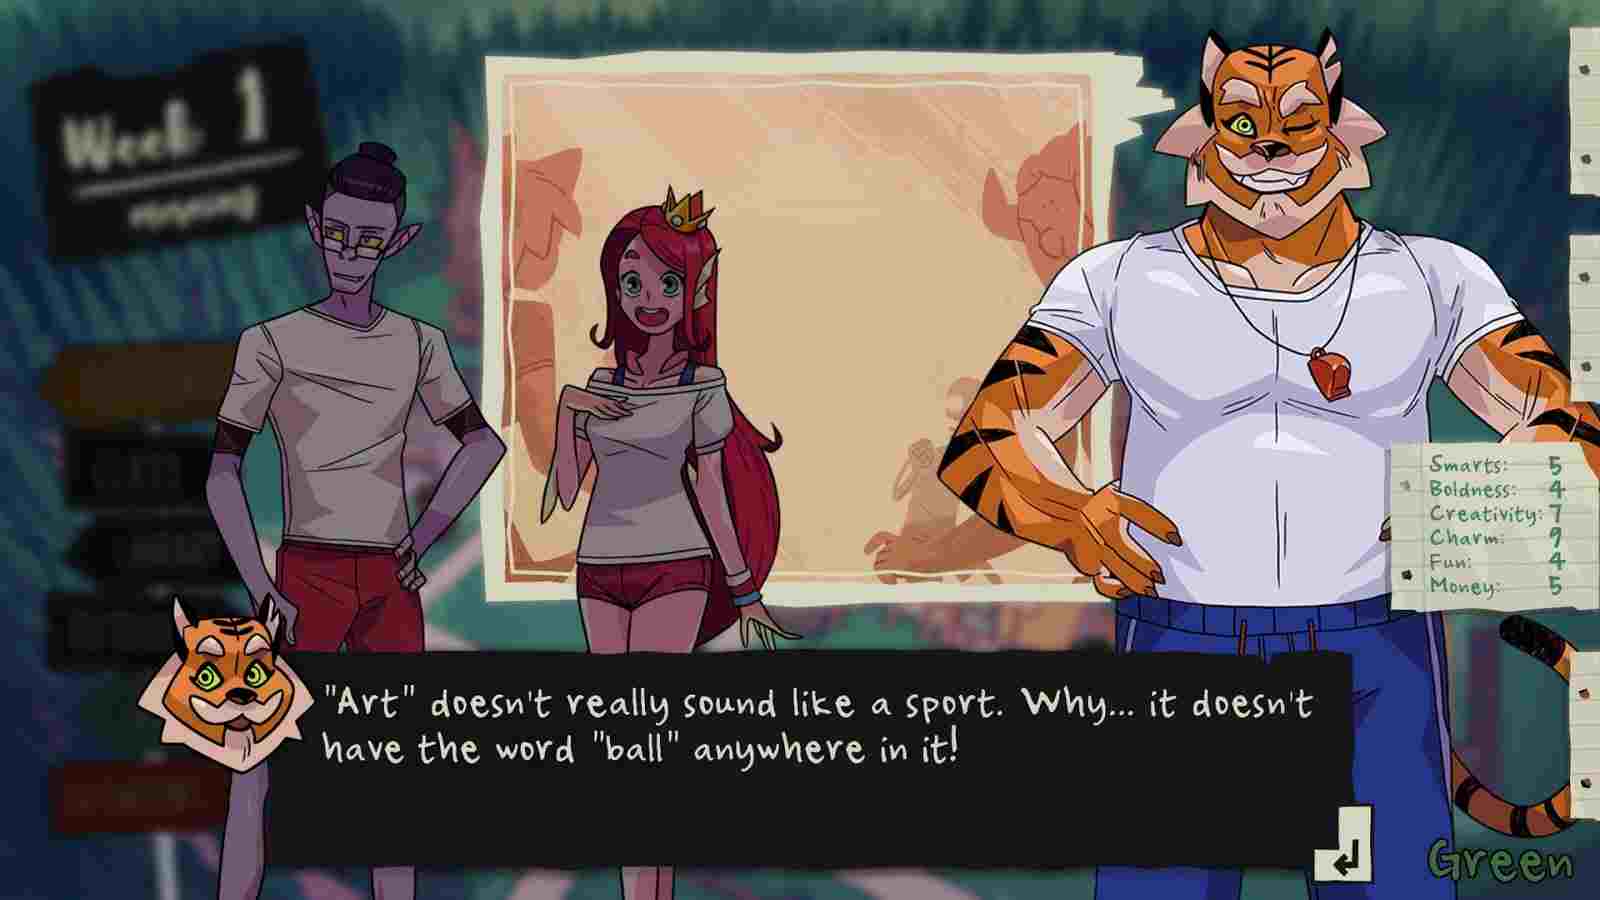 Week 1
"Art" doesn't really sound like a sport. Why... it doesn't
have the word "ball" anywhere in it!
Smarts: 5
Boldness: 4
Creativity: 7
Charm: 9
Fun: 4
Money: 5
Green